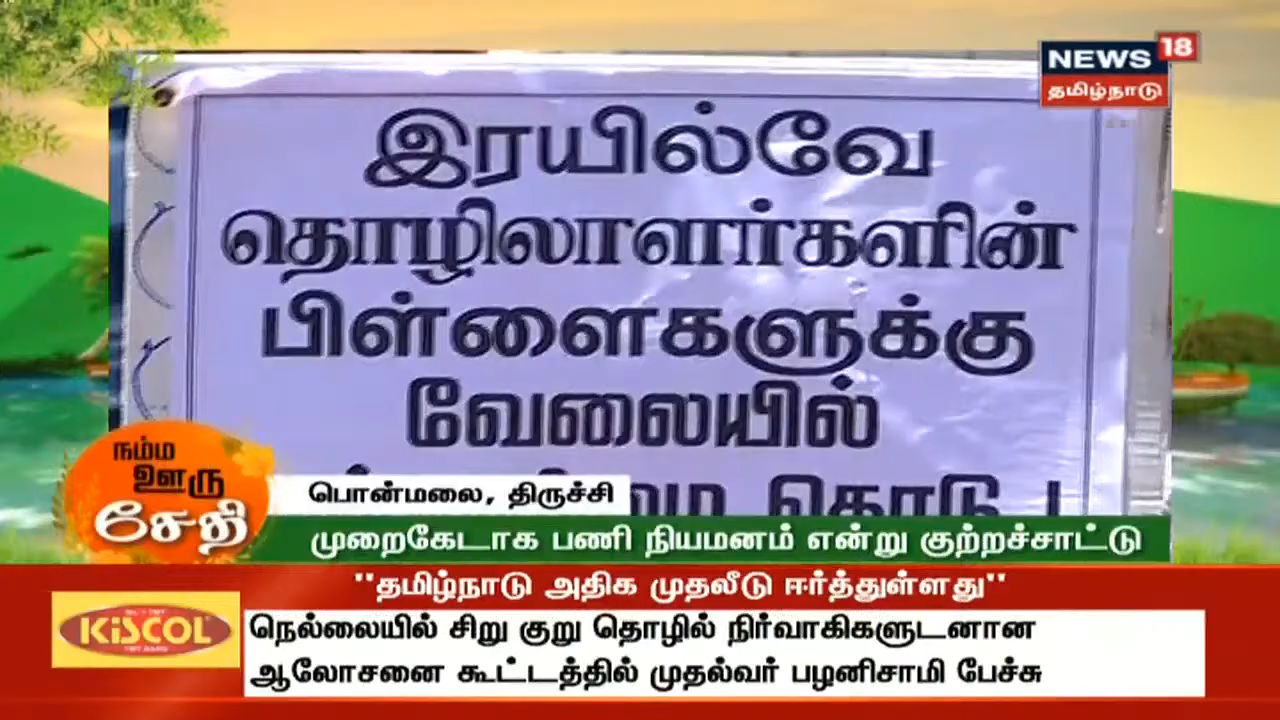 NEWS 18
தமிழ்நாடு
இரயில்வே
தொழிலாளர்களின்
பிள்ளைகளுக்கு
வேலையில்
கொடு !
நம்ம
ஊரு
சேதி
பொன்மலை, திருச்சி
முறைகேடாக பணி நியமனம் என்று குற்றச்சாட்டு
"தமிழ்நாடு அதிக முதலீடு ஈர்த்துள்ளது"
KiSCOL
நெல்லையில் சிறு குறு தொழில் நிர்வாகிகளுடனான
ஆலோசனை கூட்டத்தில் முதல்வர் பழனிசாமி பேச்சு